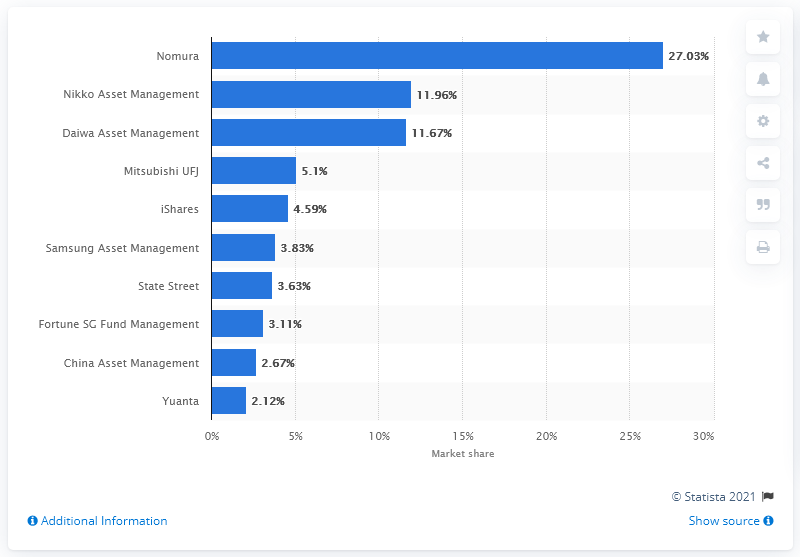 Nomura 27.03%
Nikko Asset Management 11.96%
Daiwa Asset Management 11.67%
Mitsubishi UFJ 5.1%
iShares 4.59%
Samsung Asset Management 3.83%
State Street 3.63%
Fortune SG Fund Management 3.11%
China Asset Management 2.67%
Yuanta 2.12%
0% 5% 10% 15% 20% 25% 30%
Market share
© Statista 2021
Additional Information Show source